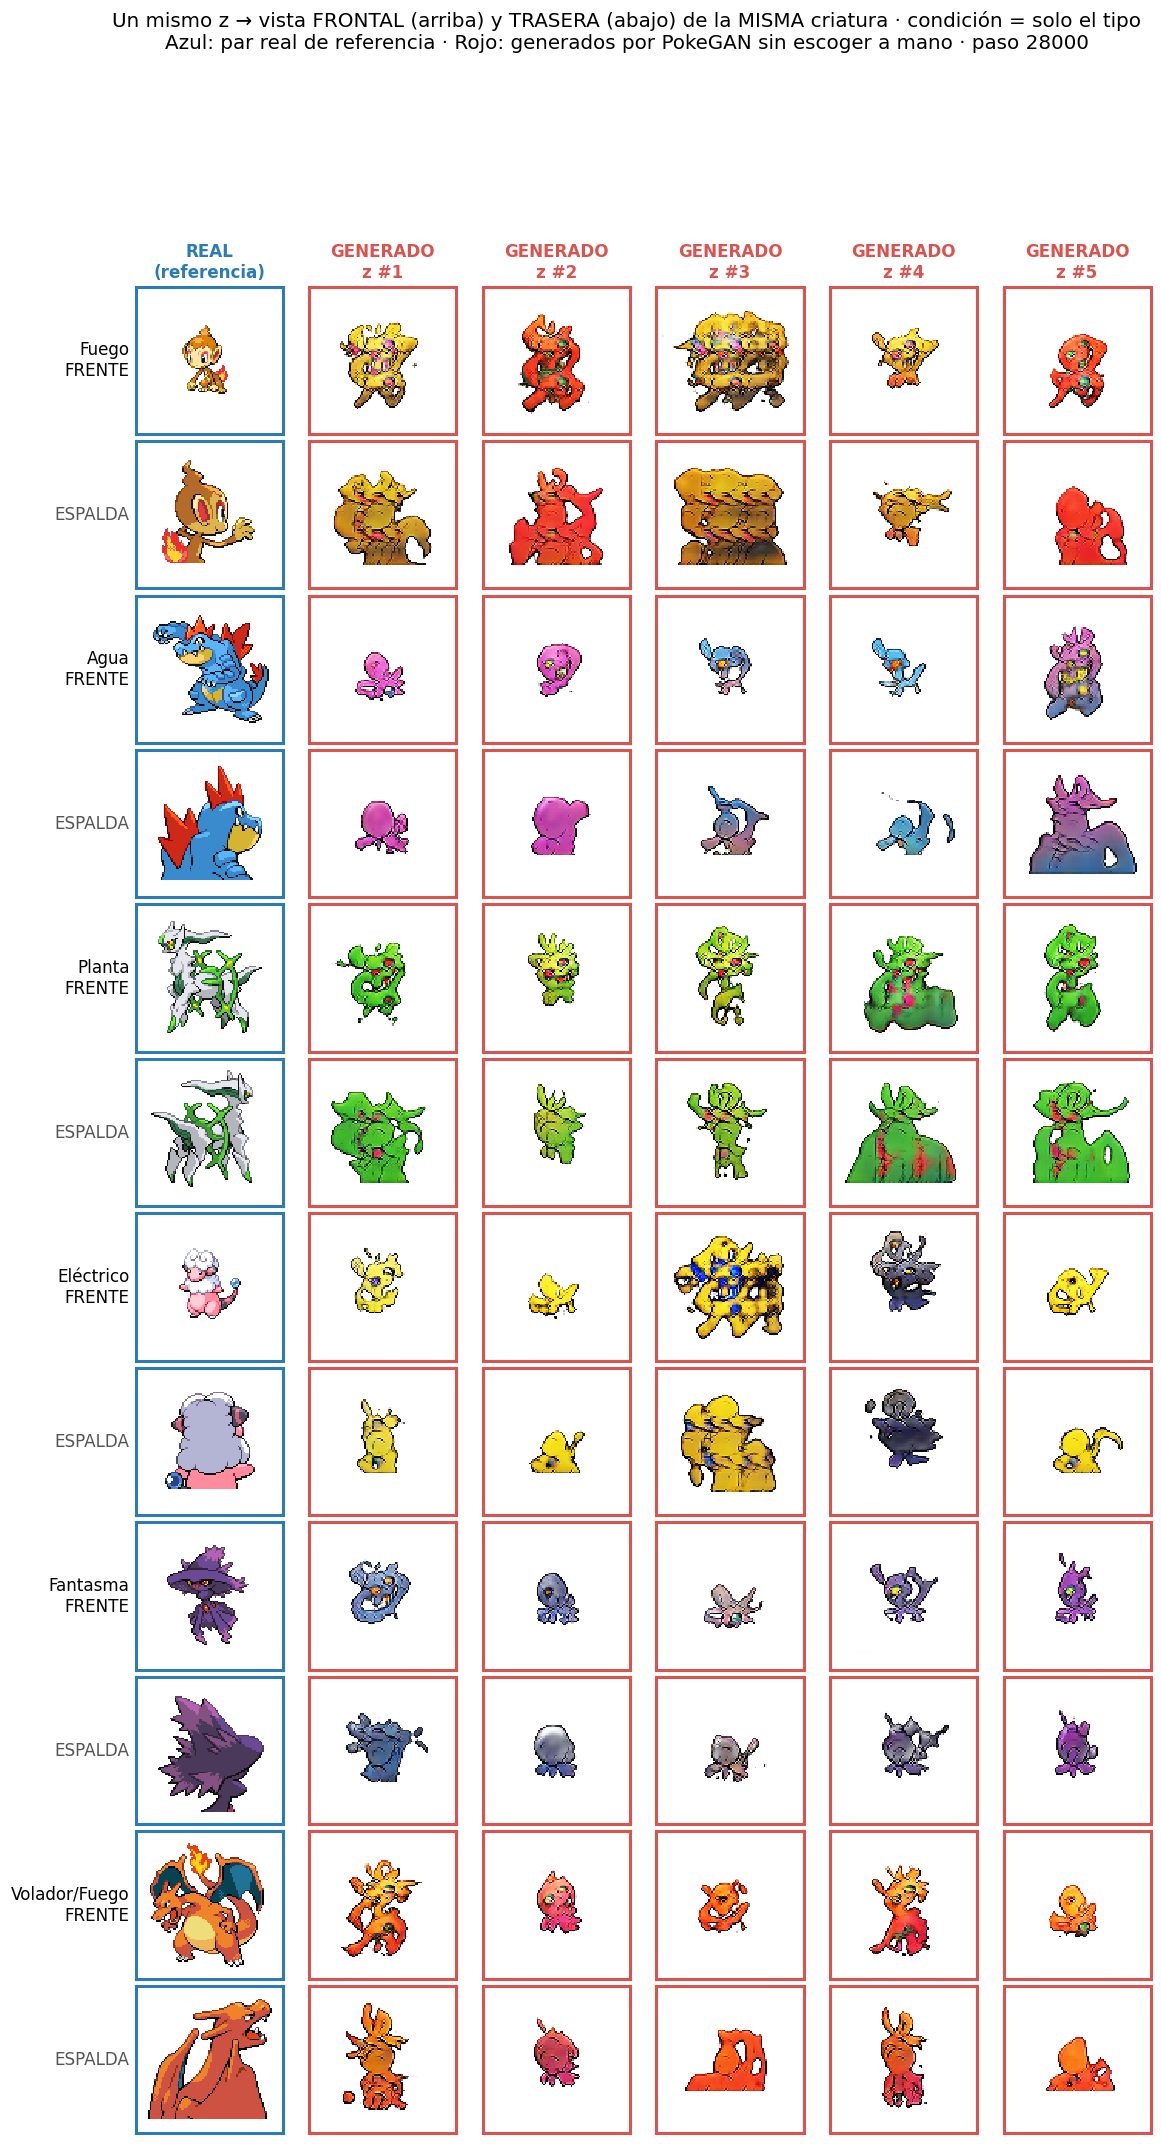 Un mismo z → vista FRONTAL (arriba) y TRASERA (abajo) de la MISMA criatura · condición = solo el tipo
Azul: par real de referencia · Rojo: generados por PokeGAN sin escoger a mano · paso 28000
REAL
(referencia)
GENERADO
z #1
GENERADO
z #2
GENERADO
z #3
GENERADO
z #4
GENERADO
z #5
Fuego
FRENTE
ESPALDA
Agua
FRENTE
ESPALDA
Planta
FRENTE
ESPALDA
Eléctrico
FRENTE
ESPALDA
Fantasma
FRENTE
ESPALDA
Volador/Fuego
FRENTE
ESPALDA